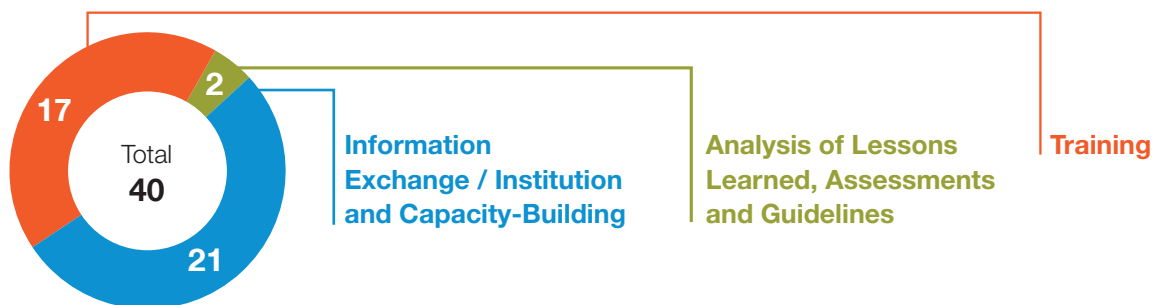 2
17
Total
40
21
Information
Exchange / Institution
and Capacity-Building
Analysis of Lessons
Learned, Assessments
and Guidelines
Training